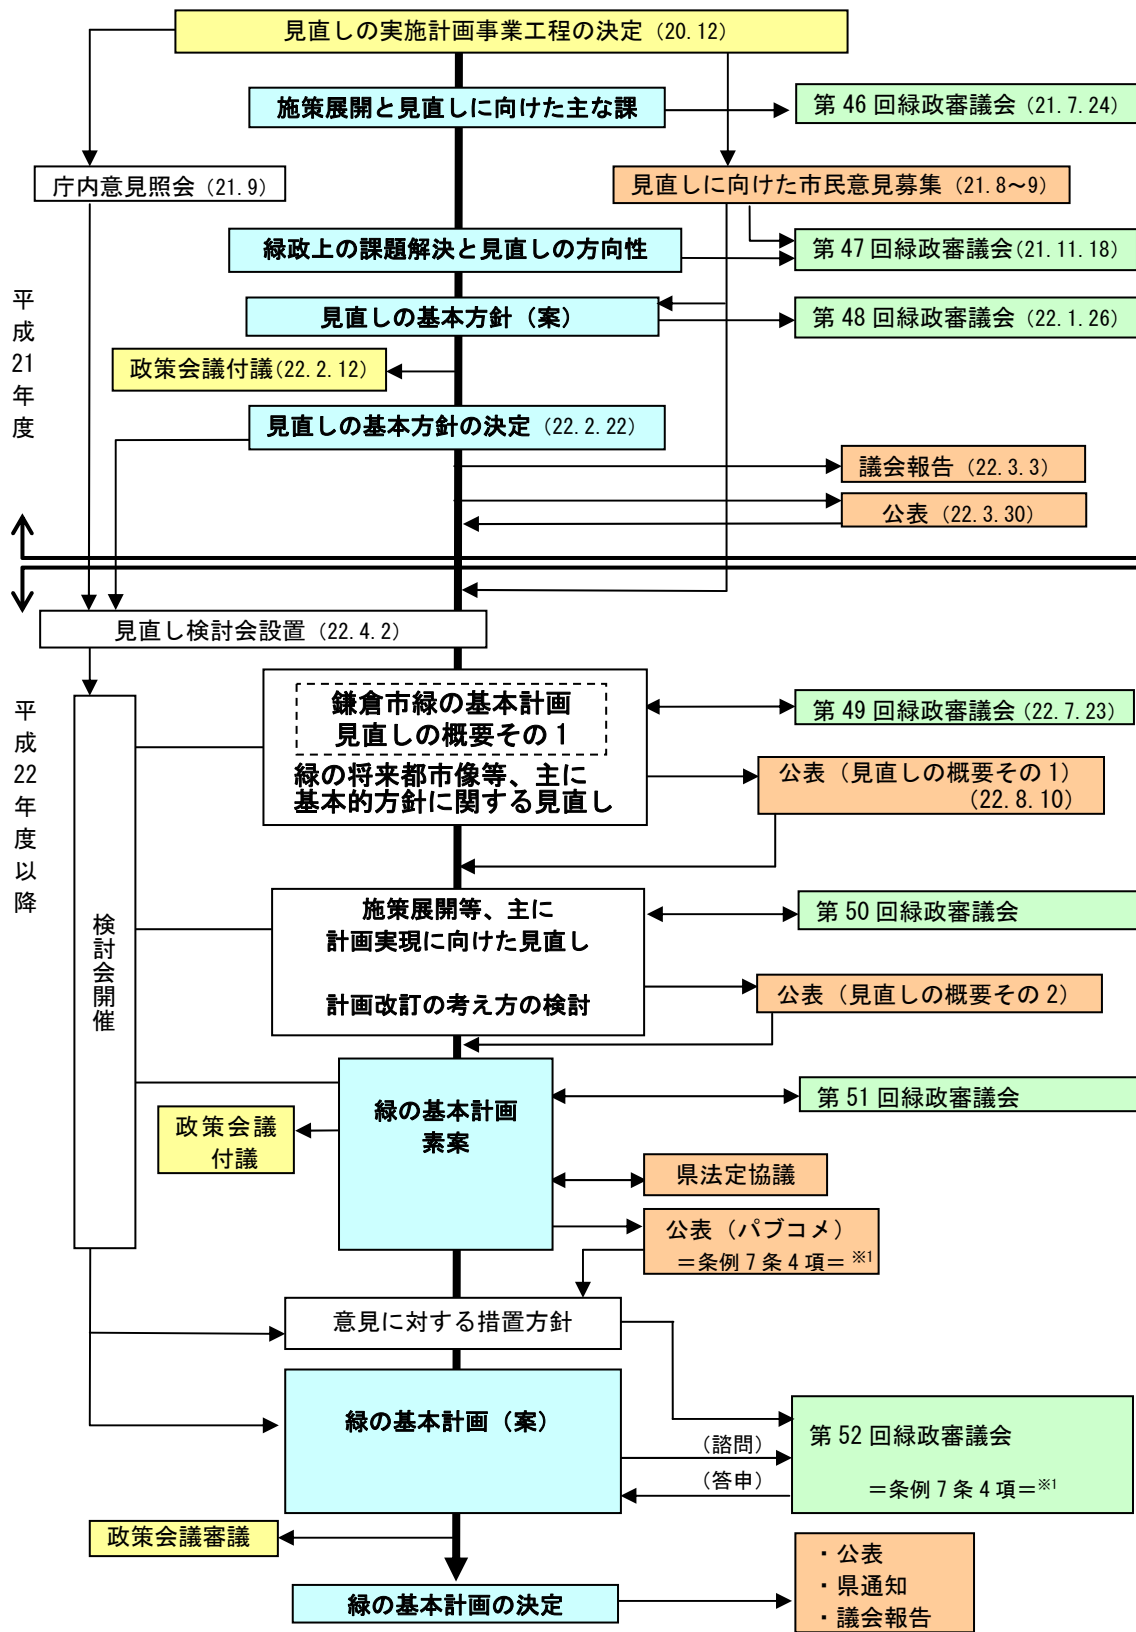 見直しの実施計画事業工程の決定（20.12）
施策展開と見直しに向けた主な課
第 46 回緑政審議会（21.7.24）
庁内意見照会（21.9）
見直しに向けた市民意見募集（21.8～9）
緑政上の課題解決と見直しの方向性
第 47 回緑政審議会（21.11.18）
平成21年度
見直しの基本方針（案）
第 48 回緑政審議会（22.1.26）
政策会議付議（22.2.12）
見直しの基本方針の決定（22.2.22）
議会報告（22.3.3）
公表（22.3.30）
見直し検討会設置（22.4.2）
平成22年度以降
鎌倉市緑の基本計画
見直しの概要その 1
緑の将来都市像等、主に
基本的方針に関する見直し
第 49 回緑政審議会（22.7.23）
公表（見直しの概要その 1）
（22.8.10）
検討会開催
施策展開等、主に
計画実現に向けた見直し
計画改訂の考え方の検討
第 50 回緑政審議会
公表（見直しの概要その 2）
緑の基本計画
素案
第 51 回緑政審議会
政策会議
付議
県法定協議
公表（パブコメ）
＝条例 7 条 4 項＝※1
意見に対する措置方針
緑の基本計画（案）
（諮問）
（答申）
第 52 回緑政審議会
＝条例 7 条 4 項＝※1
政策会議審議
緑の基本計画の決定
・公表
・県通知
・議会報告